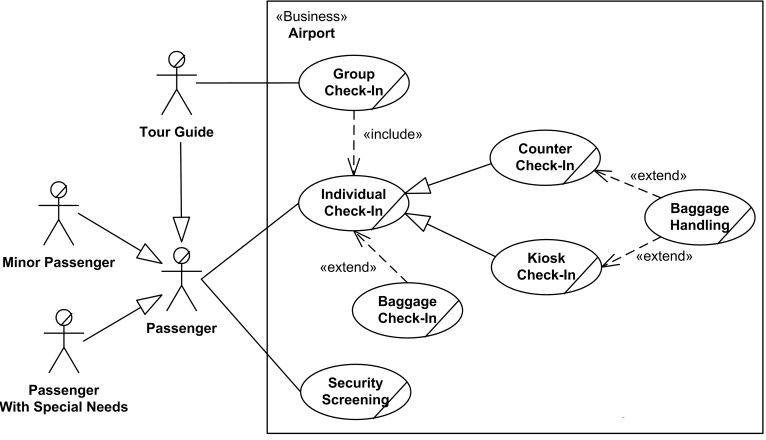 «Business»
Airport
Group
Check-In
Tour Guide
«include»
Counter
Check-In
«extend»
Individual
Check-In
Baggage
Handling
Minor Passenger
«extend»
Kiosk
Check-In
«extend»
Passenger
Baggage
Check-In
Passenger
With Special Needs
Security
Screening